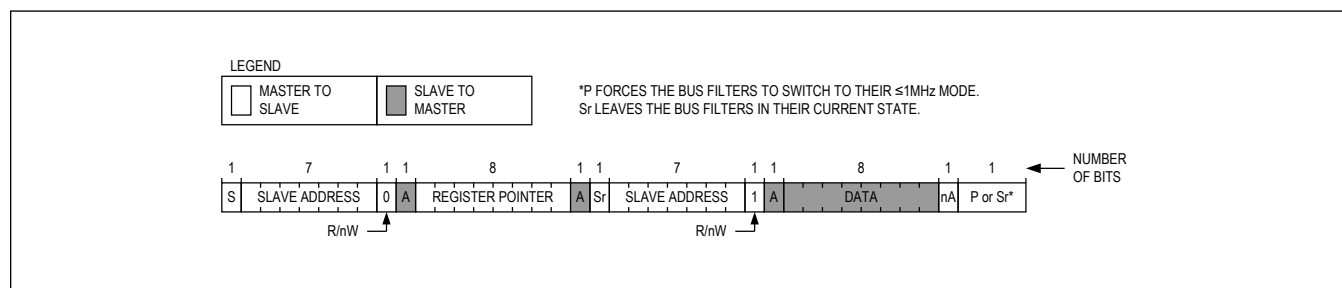 LEGEND
MASTER TO
SLAVE
SLAVE TO
MASTER
*P FORCES THE BUS FILTERS TO SWITCH TO THEIR ≤1MHz MODE.
Sr LEAVES THE BUS FILTERS IN THEIR CURRENT STATE.
1 7 1 1 8 1 1 7 1 1 8 1 1
NUMBER
OF BITS
S SLAVE ADDRESS 0 A REGISTER POINTER A Sr SLAVE ADDRESS 1 A DATA nA P or Sr*
R/nW R/nW